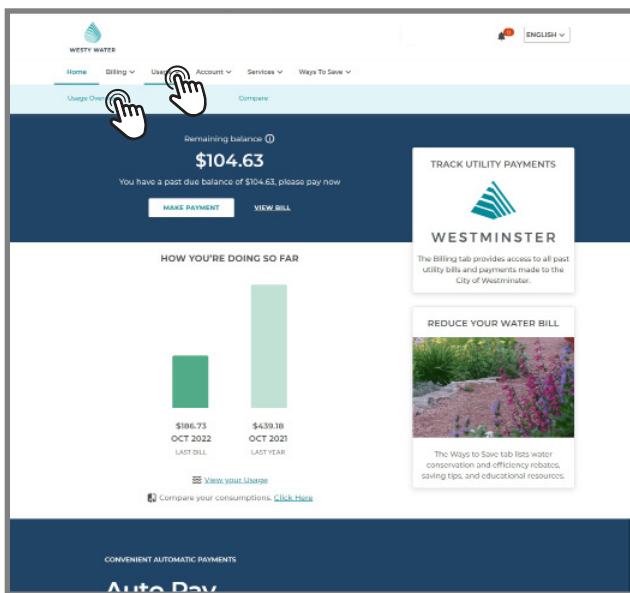 WESTY WATER
ENGLISH
Home Billing Account Services Ways To Save
Usage Compare
Remaining balance
$104.63
You have a past due balance of $104.63, please pay now
MAKE PAYMENT VIEW BILL
HOW YOU'RE DOING SO FAR
$186.73 $439.18
OCT 2022 OCT 2021
LAST BILL LAST YEAR
View your Usage
Compare your consumptions. Click Here
TRACK UTILITY PAYMENTS
WESTMINSTER
The Billing tab provides access to all past
utility bills and payments made to the
City of Westminster.
REDUCE YOUR WATER BILL
The Ways to Save tab lists water
conservation and efficiency rebates,
saving tips, and educational resources.
CONVENIENT AUTOMATIC PAYMENTS
Auto Pay